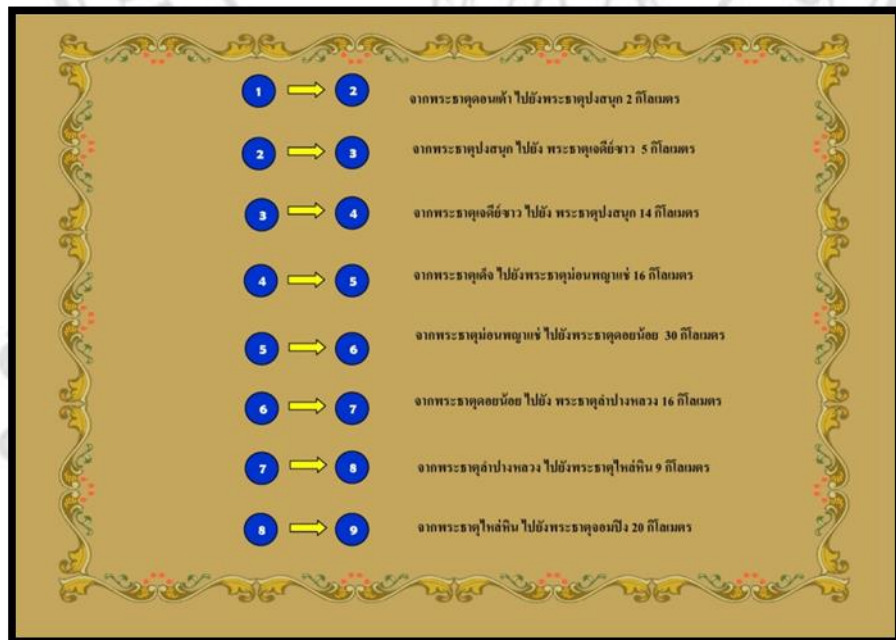 1 2 จากพระธาตุดอนเต้า ไปยังพระธาตุปงสนุก 2 กิโลเมตร
2 3 จากพระธาตุปงสนุก ไปยัง พระธาตุเจดีย์ซาว 5 กิโลเมตร
3 4 จากพระธาตุเจดีย์ซาว ไปยัง พระธาตุปงสนุก 14 กิโลเมตร
4 5 จากพระธาตุเด็จ ไปยังพระธาตุม่อนพญาแช่ 16 กิโลเมตร
5 6 จากพระธาตุม่อนพญาแช่ ไปยังพระธาตุดอยน้อย 30 กิโลเมตร
6 7 จากพระธาตุดอยน้อย ไปยัง พระธาตุลำปางหลวง 16 กิโลเมตร
7 8 จากพระธาตุลำปางหลวง ไปยังพระธาตุไหล่หิน 9 กิโลเมตร
8 9 จากพระธาตุไหล่หิน ไปยังพระธาตุจอมปิง 20 กิโลเมตร